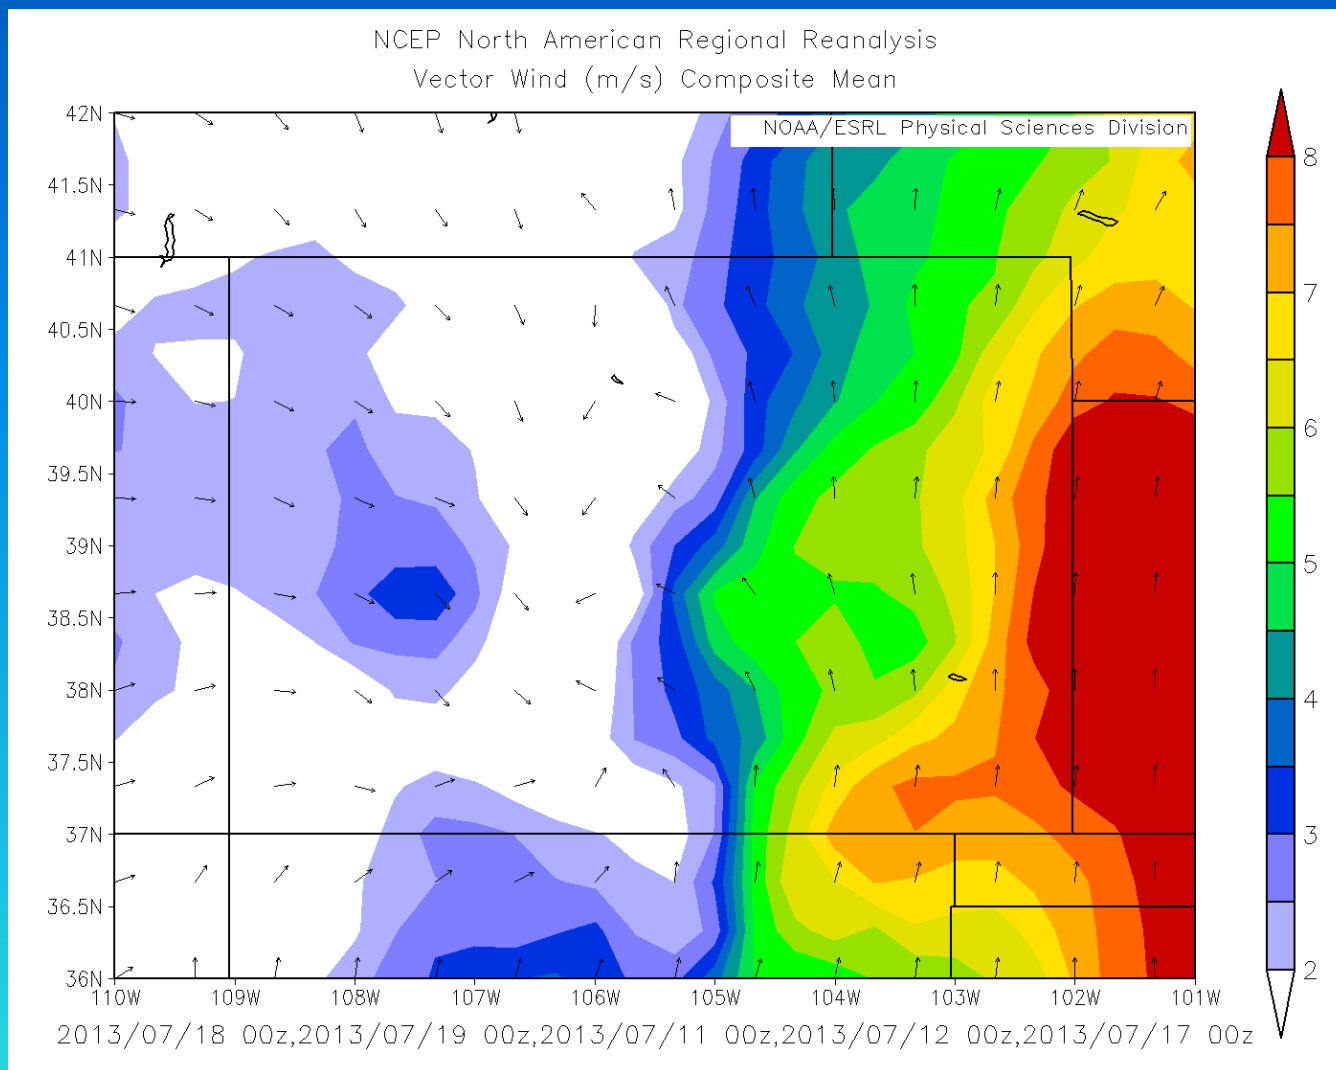 NCEP North American Regional Reanalysis
Vector Wind (m/s) Composite Mean
NOAA/ESRL Physical Sciences Division
42N
41.5N
41N
40.5N
40N
39.5N
39N
38.5N
38N
37.5N
37N
36.5N
36N
8
7
6
5
4
3
2
110W 109W 108W 107W 106W 105W 104W 103W 102W 101W
2013/07/18 00z,2013/07/19 00z,2013/07/11 00z,2013/07/12 00z,2013/07/17 00z